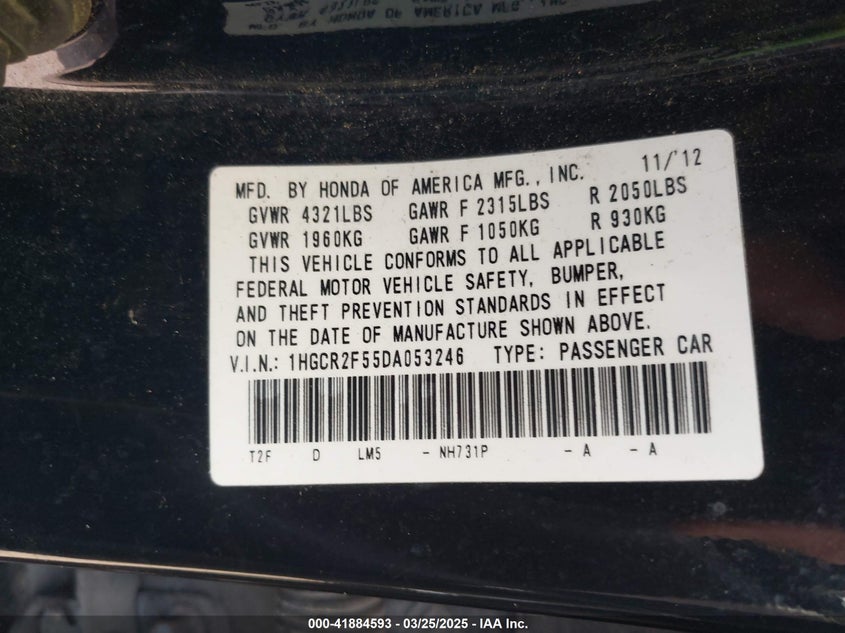 MFD. BY HONDA OF AMERICA MFG., INC. 11/'12
GVWR 4321LBS GAWR F 2315LBS R 2050LBS
GVWR 1960KG GAWR F 1050KG R 930KG
THIS VEHICLE CONFORMS TO ALL APPLICABLE
FEDERAL MOTOR VEHICLE SAFETY, BUMPER,
AND THEFT PREVENTION STANDARDS IN EFFECT
ON THE DATE OF MANUFACTURE SHOWN ABOVE.
V.I.N.: 1HGCR2F55DA053246 TYPE: PASSENGER CAR
T2F D LM5 - NH731P - A - A
000-41884593 - 03/25/2025 - IAA Inc.